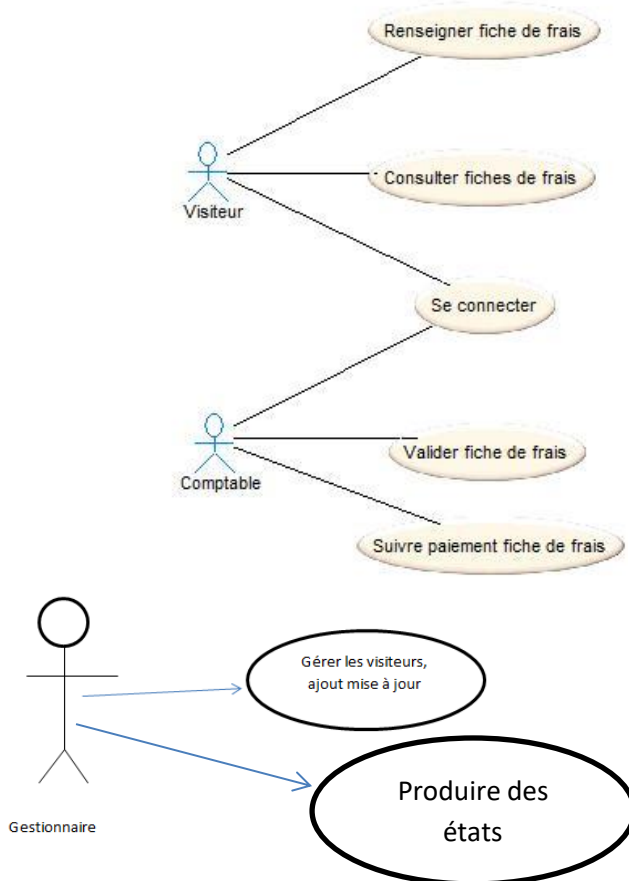 Renseigner fiche de frais
Consulter fiches de frais
Visiteur
Se connecter
Valider fiche de frais
Comptable
Suivre paiement fiche de frais
Gérer les visiteurs,
ajout mise à jour
Produire des
états
Gestionnaire